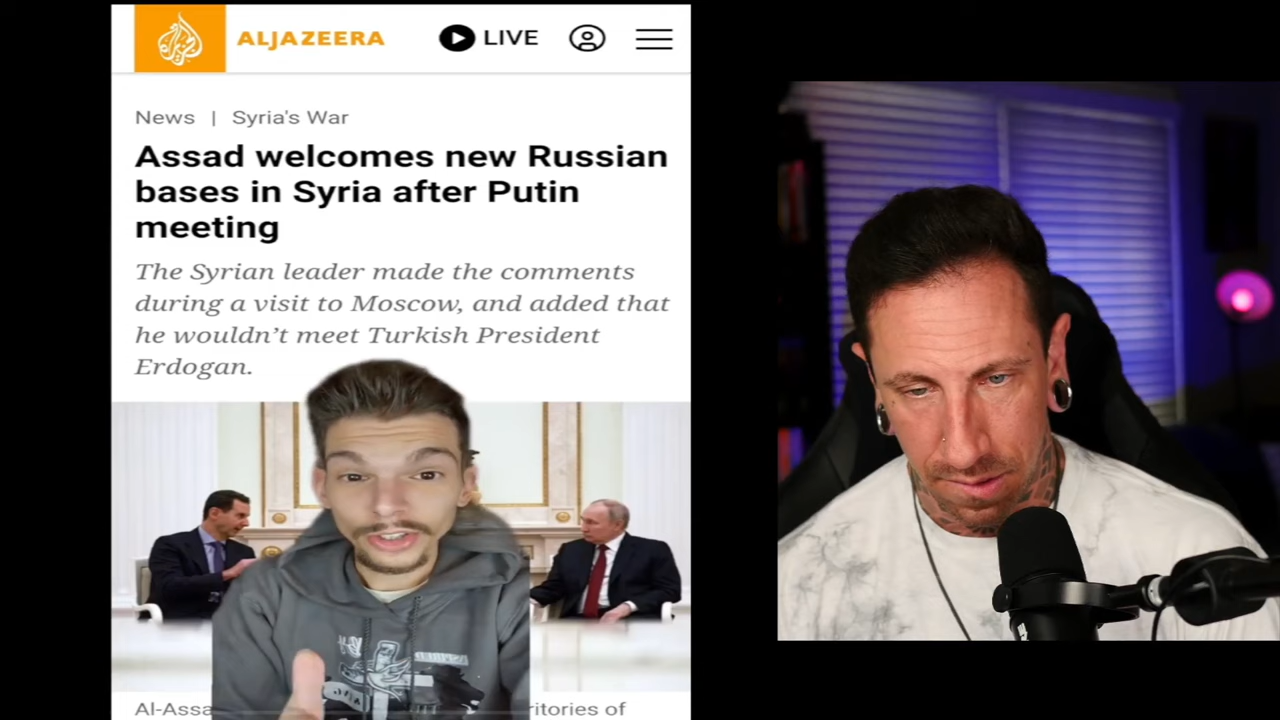 ALJAZEERA
LIVE
News | Syria's War
Assad welcomes new Russian
bases in Syria after Putin
meeting
The Syrian leader made the comments
during a visit to Moscow, and added that
he wouldn't meet Turkish President
Erdogan.
Al-Assa
ritories of